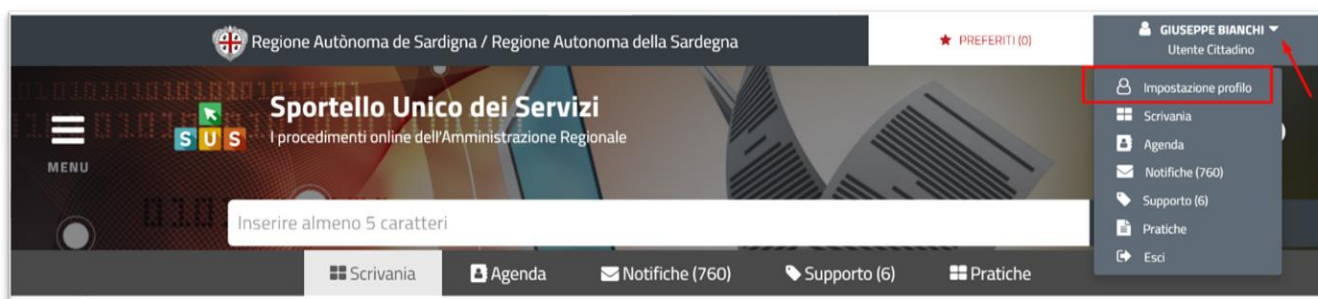 Regione Autònoma de Sardigna / Regione Autonoma della Sardegna
PREFERITI (0)
GIUSEPPE BIANCHI
Utente Cittadino
MENU
SUS
Sportello Unico dei Servizi
I procedimenti online dell'Amministrazione Regionale
Impostazione profilo
Scrivania
Agenda
Notifiche (760)
Supporto (6)
Pratiche
Esci
Inserire almeno 5 caratteri
Scrivania Agenda Notifiche (760) Supporto (6) Pratiche